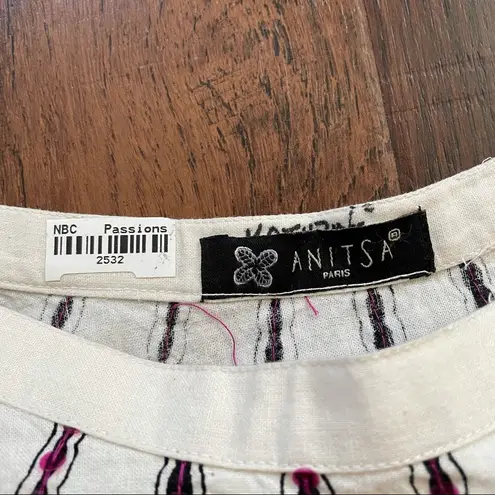 NBC Passions
2532
ANITSA
PARIS